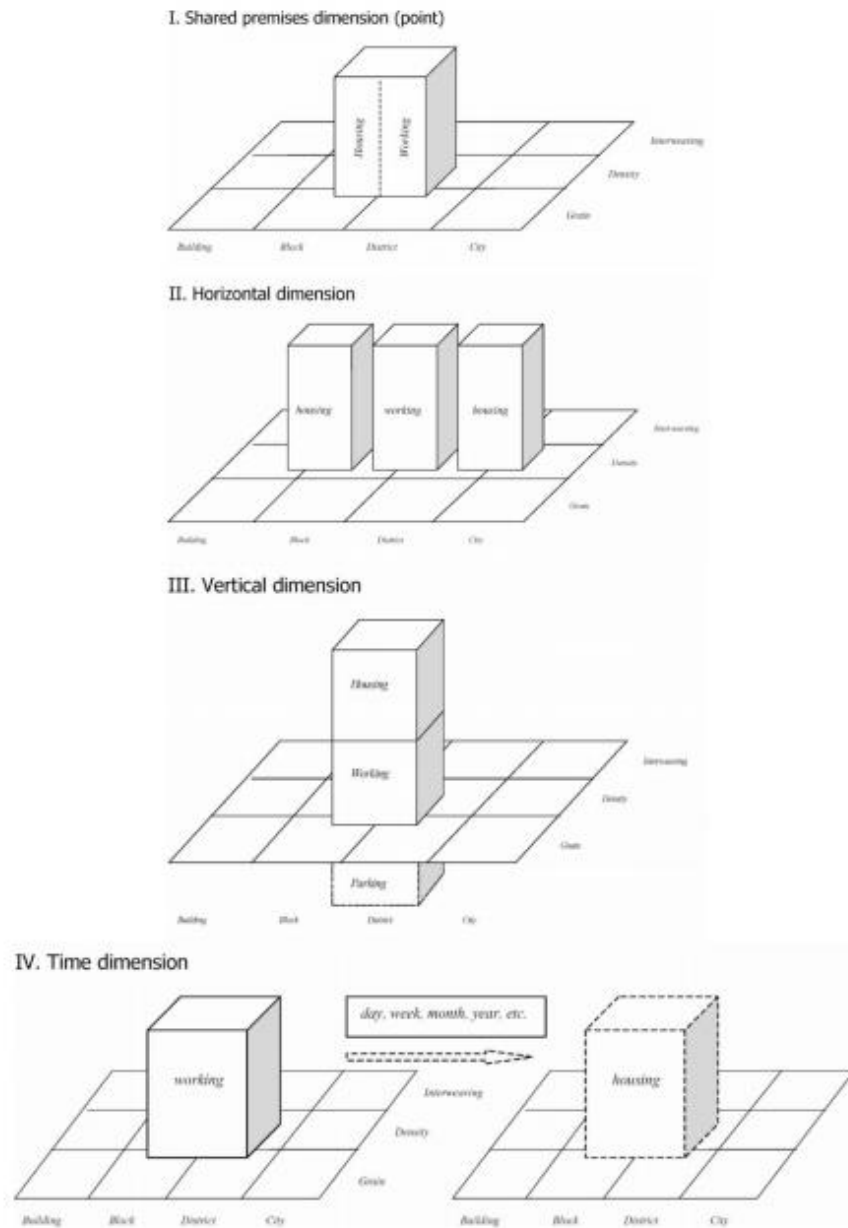 I. Shared premises dimension (point)
Housing
Working
Interweaving
Density
Grain
Building Block District City
II. Horizontal dimension
housing working housing
Interweaving
Density
Grain
Building Block District City
III. Vertical dimension
Housing
Working
Interweaving
Density
Grain
Parking
Building Block District City
IV. Time dimension
day, week, month, year, etc.
working housing
Interweaving
Density
Grain
Building Block District City Building Block District City